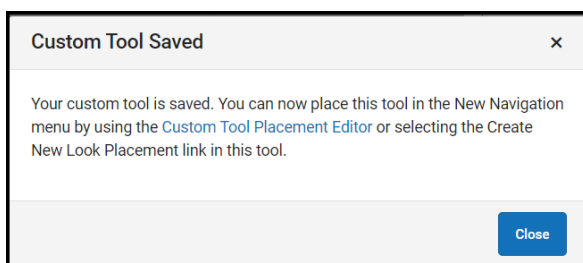 Custom Tool Saved
×
Your custom tool is saved. You can now place this tool in the New Navigation
menu by using the Custom Tool Placement Editor or selecting the Create
New Look Placement link in this tool.
Close